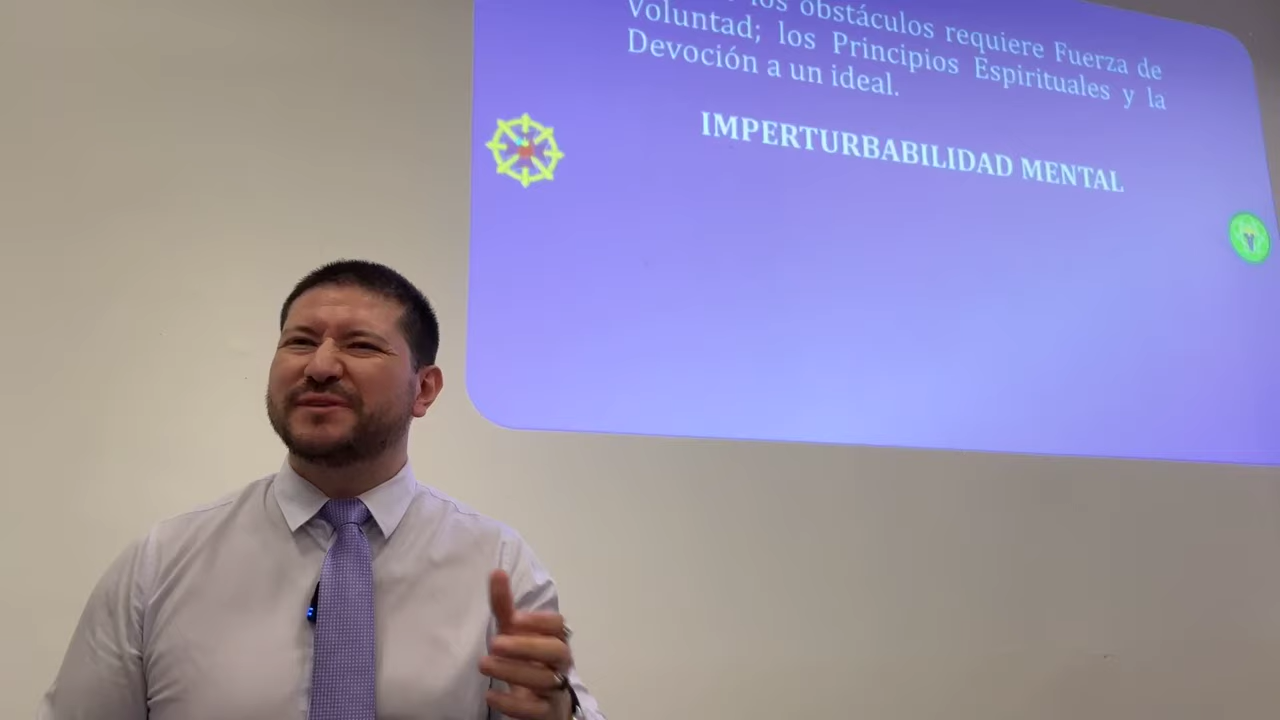 los obstáculos requiere Fuerza de
Voluntad; los Principios Espirituales y la
Devoción a un ideal.
IMPERTURBABILIDAD MENTAL